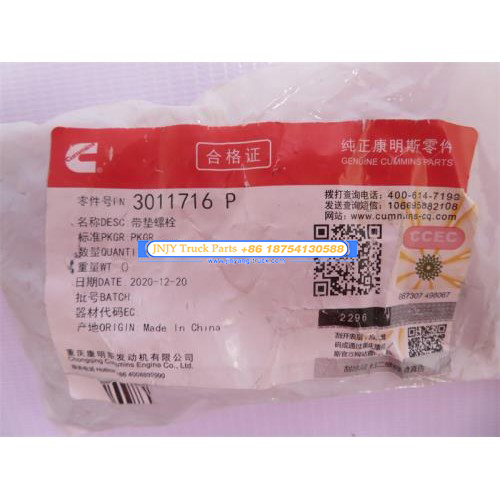 合格证
纯正康明斯零件
GENUINE CUMMINS PARTS
零件号PN 3011716 P
名称DESC 带垫螺栓
标准PKGR PKGR
数量QUANTI
重量WT ()
日期DATE 2020-12-20
批号BATCH
器材代码EC
产地ORIGIN Made in China
重庆康明斯发动机有限公司
Chongqing Cummins Engine Co., Ltd.
拨打查询电话: 400-614-7190
发送查询短信: 106695882108
www.cummins-cq.com
CCEC
2296
JNJY Truck Parts +86 18754130588